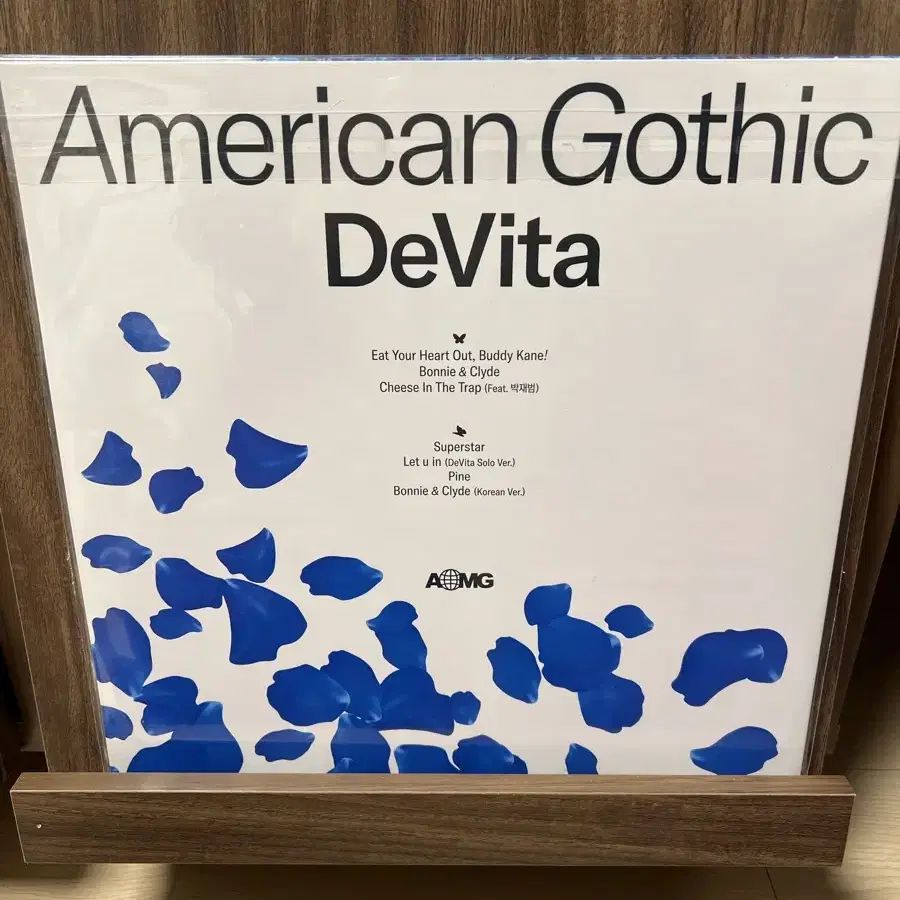 American Gothic
DeVita
Eat Your Heart Out, Buddy Kane!
Bonnie & Clyde
Cheese In The Trap (Feat. 박재범)
Superstar
Let u in (DeVita Solo Ver.)
Pine
Bonnie & Clyde (Korean Ver.)
AOMG